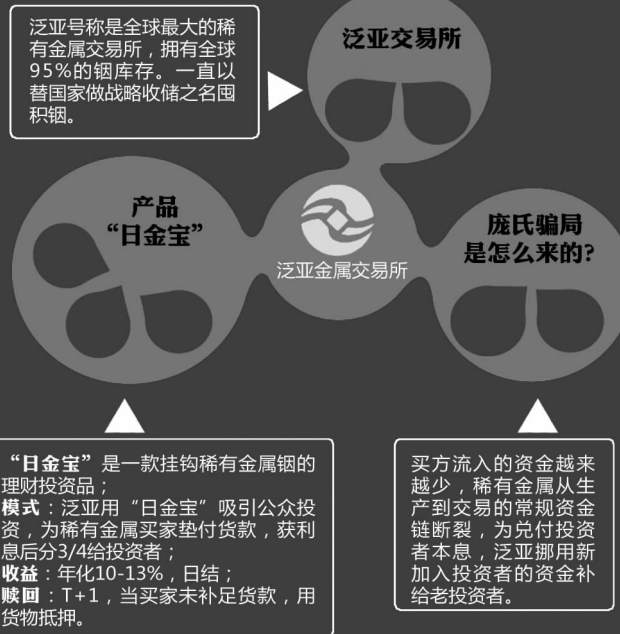 泛亚号称是全球最大的稀
有金属交易所，拥有全球
95%的铟库存。一直以
替国家做战略收储之名囤
积铟。
泛亚交易所
产品
“日金宝”
泛亚金属交易所
庞氏骗局
是怎么来的?
“日金宝”是一款挂钩稀有金属铟的
理财投资品；
模式：泛亚用“日金宝”吸引公众投
资，为稀有金属买家垫付货款，获利
息后分3/4给投资者；
收益：年化10-13%，日结；
赎回：T+1，当买家未补足货款，用
货物抵押。
买方流入的资金越来
越少，稀有金属从生
产到交易的常规资金
链断裂，为兑付投资
者本息，泛亚挪用新
加入投资者的资金补
给老投资者。